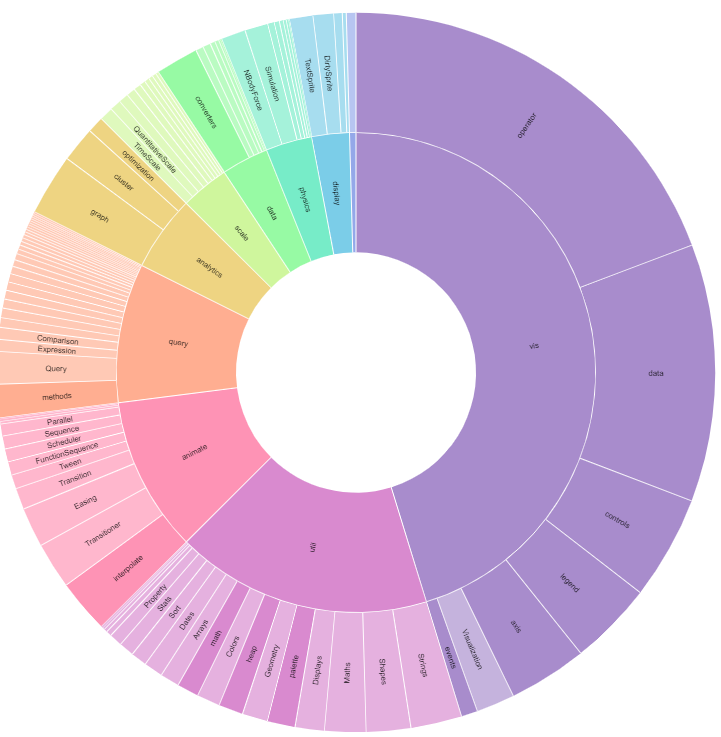 operator
data
controls
legend
axis
Visualization
events
vis
Strings
Shapes
Maths
Displays
palette
Geometry
heap
Colors
math
Arrays
Dates
Sort
Stats
Property
util
interpolate
Transitioner
Easing
Transition
Tween
FunctionSequence
Scheduler
Sequence
Parallel
animate
methods
Query
Expression
Comparison
query
graph
cluster
optimization
analytics
TimeScale
QuantitativeScale
scale
converters
data
NBodyForce
Simulation
physics
TextSprite
DirtySprite
display